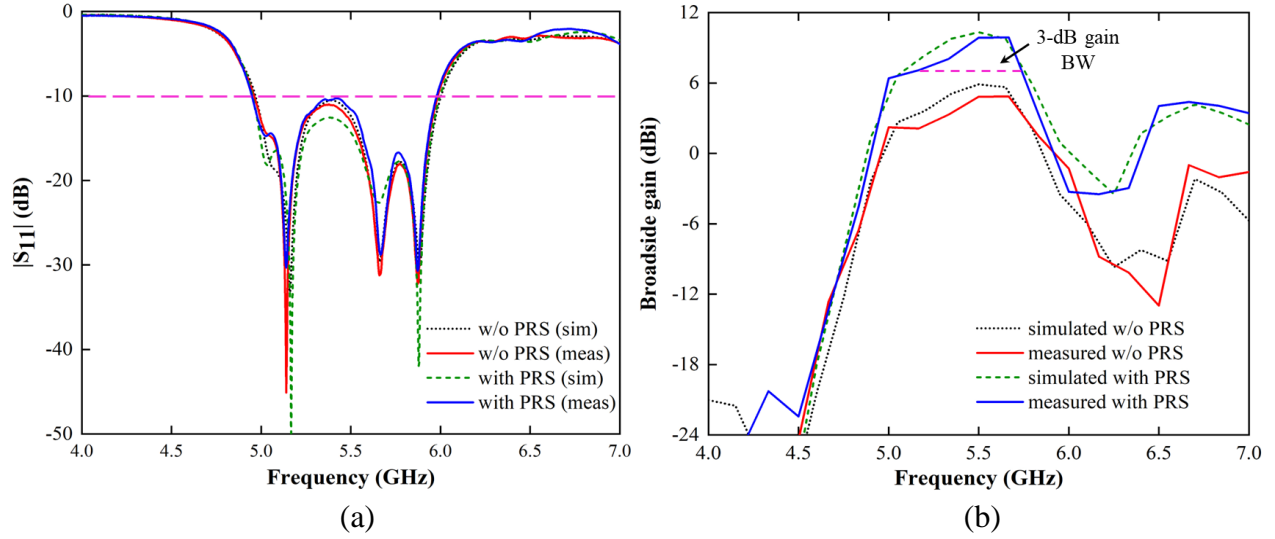 0
-10
-20
-30
-40
-50
|S11| (dB)
w/o PRS (sim)
w/o PRS (meas)
with PRS (sim)
with PRS (meas)
4.0 4.5 5.0 5.5 6.0 6.5 7.0
Frequency (GHz)
(a)
12
6
0
-6
-12
-18
-24
Broadside gain (dBi)
3-dB gain
BW
simulated w/o PRS
measured w/o PRS
simulated with PRS
measured with PRS
4.0 4.5 5.0 5.5 6.0 6.5 7.0
Frequency (GHz)
(b)